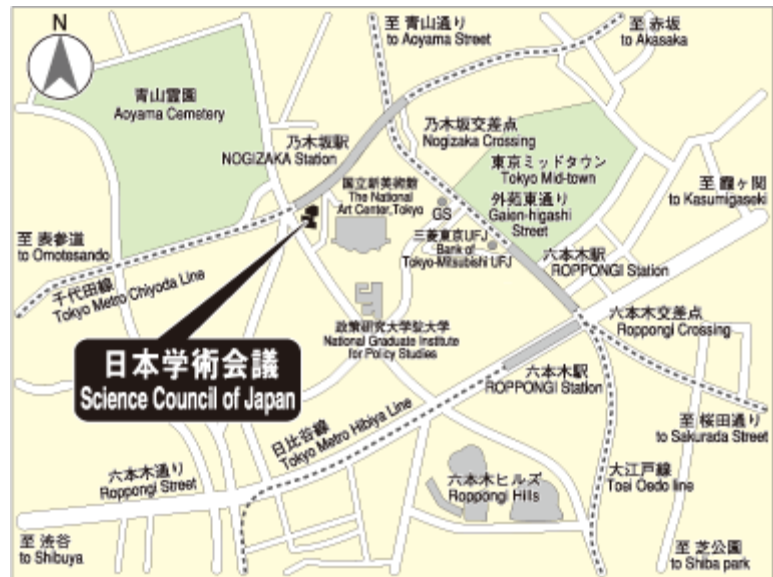 N
至 青山通り
to Aoyama Street
至 赤坂
to Akasaka
青山霊園
Aoyama Cemetery
乃木坂駅
NOGIZAKA Station
乃木坂交差点
Nogizaka Crossing
東京ミッドタウン
Tokyo Mid-town
国立新美術館
The National
Art Center,Tokyo
外苑東通り
Gaien-higashi
Street
至 霞ヶ関
to Kasumigaseki
GS
三菱東京UFJ
Bank of
Tokyo-Mitsubishi UFJ
至 表参道
to Omotesando
六本木駅
ROPPONGI Station
千代田線
Tokyo Metro Chiyoda Line
六本木交差点
Roppongi Crossing
政策研究大学院大学
National Graduate Institute
for Policy Studies
日本学術会議
Science Council of Japan
六本木駅
ROPPONGI Station
日比谷線
Tokyo Metro Hibiya Line
至 桜田通り
to Sakurada Street
六本木通り
Roppongi Street
六本木ヒルズ
Roppongi Hills
大江戸線
Toei Oedo line
至 渋谷
to Shibuya
至 芝公園
to Shiba park